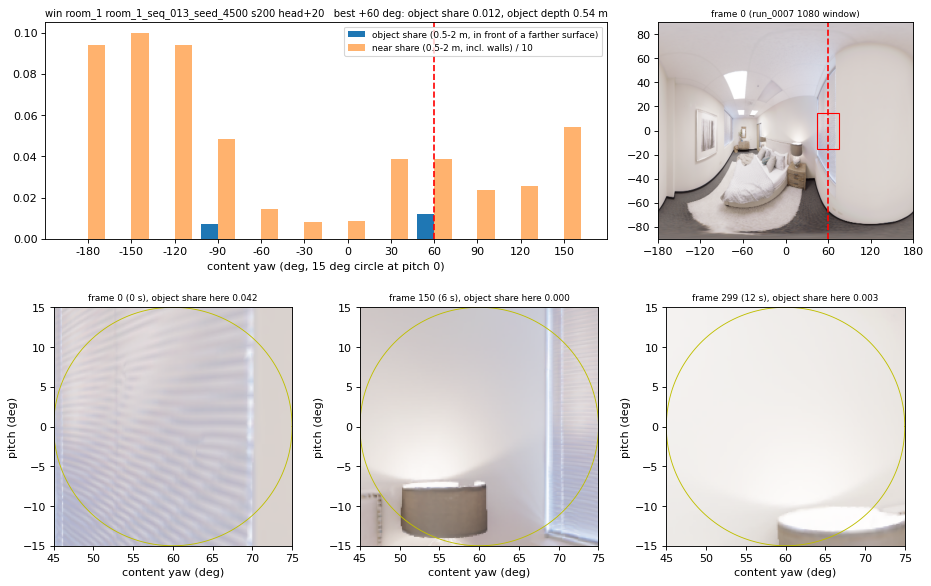 win room_1 room_1_seq_013_seed_4500 s200 head+20   best +60 deg: object share 0.012, object depth 0.54 m
0.10
0.08
0.06
0.04
0.02
0.00
object share (0.5-2 m, in front of a farther surface)
near share (0.5-2 m, incl. walls) / 10
-180 -150 -120 -90 -60 -30 0 30 60 90 120 150
content yaw (deg, 15 deg circle at pitch 0)
frame 0 (run_0007 1080 window)
80
60
40
20
0
−20
−40
−60
−80
−180 −120 −60 0 60 120 180
frame 0 (0 s), object share here 0.042
pitch (deg)
15
10
5
0
−5
−10
−15
45 50 55 60 65 70 75
content yaw (deg)
frame 150 (6 s), object share here 0.000
pitch (deg)
15
10
5
0
−5
−10
−15
45 50 55 60 65 70 75
content yaw (deg)
frame 299 (12 s), object share here 0.003
pitch (deg)
15
10
5
0
−5
−10
−15
45 50 55 60 65 70 75
content yaw (deg)